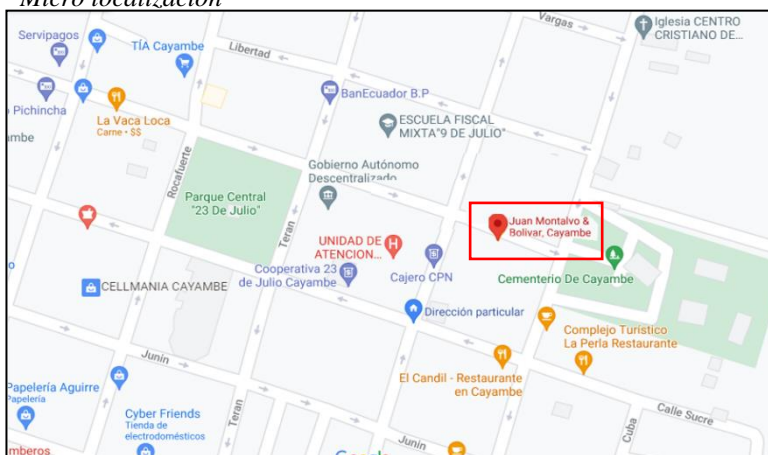 Micro localización
Vargas
Iglesia CENTRO
CRISTIANO DE...
Servipagos
TÍA Cayambe
Libertad
BanEcuador B.P
Pichincha
La Vaca Loca
Carne • $$
ESCUELA FISCAL
MIXTA"9 DE JULIO"
Rocafuerte
Gobierno Autónomo
Descentralizado
Parque Central
"23 De Julio"
Teran
Juan Montalvo &
Bolivar, Cayambe
UNIDAD DE
ATENCION...
Cooperativa 23
de Julio Cayambe
Cajero CPN
Cementerio De Cayambe
CELLMANIA CAYAMBE
Dirección particular
Complejo Turístico
La Perla Restaurante
Junin
El Candil - Restaurante
en Cayambe
Papelería Aguirre
Papelería
Teran
Cyber Friends
Tienda de
electrodomésticos
Calle Sucre
Cuba
Junin
mberos